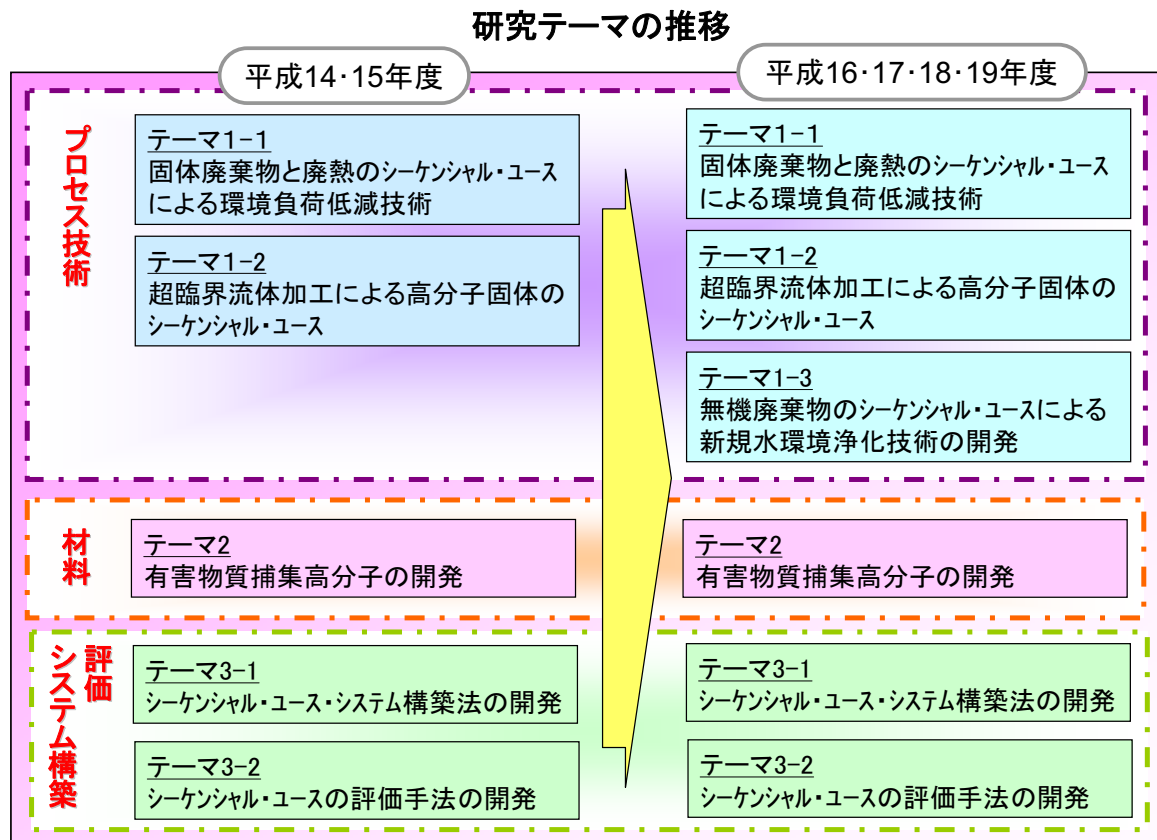 研究テーマの推移
平成14･15年度
平成16･17･18･19年度
プロセス技術
テーマ1-1
固体廃棄物と廃熱のシーケンシャル・ユース
による環境負荷低減技術
テーマ1-2
超臨界流体加工による高分子固体の
シーケンシャル・ユース
テーマ1-1
固体廃棄物と廃熱のシーケンシャル・ユース
による環境負荷低減技術
テーマ1-2
超臨界流体加工による高分子固体の
シーケンシャル・ユース
テーマ1-3
無機廃棄物のシーケンシャル・ユースによる
新規水環境浄化技術の開発
材料
テーマ2
有害物質捕集高分子の開発
テーマ2
有害物質捕集高分子の開発
評価
システム構築
テーマ3-1
シーケンシャル・ユース・システム構築法の開発
テーマ3-2
シーケンシャル・ユースの評価手法の開発
テーマ3-1
シーケンシャル・ユース・システム構築法の開発
テーマ3-2
シーケンシャル・ユースの評価手法の開発